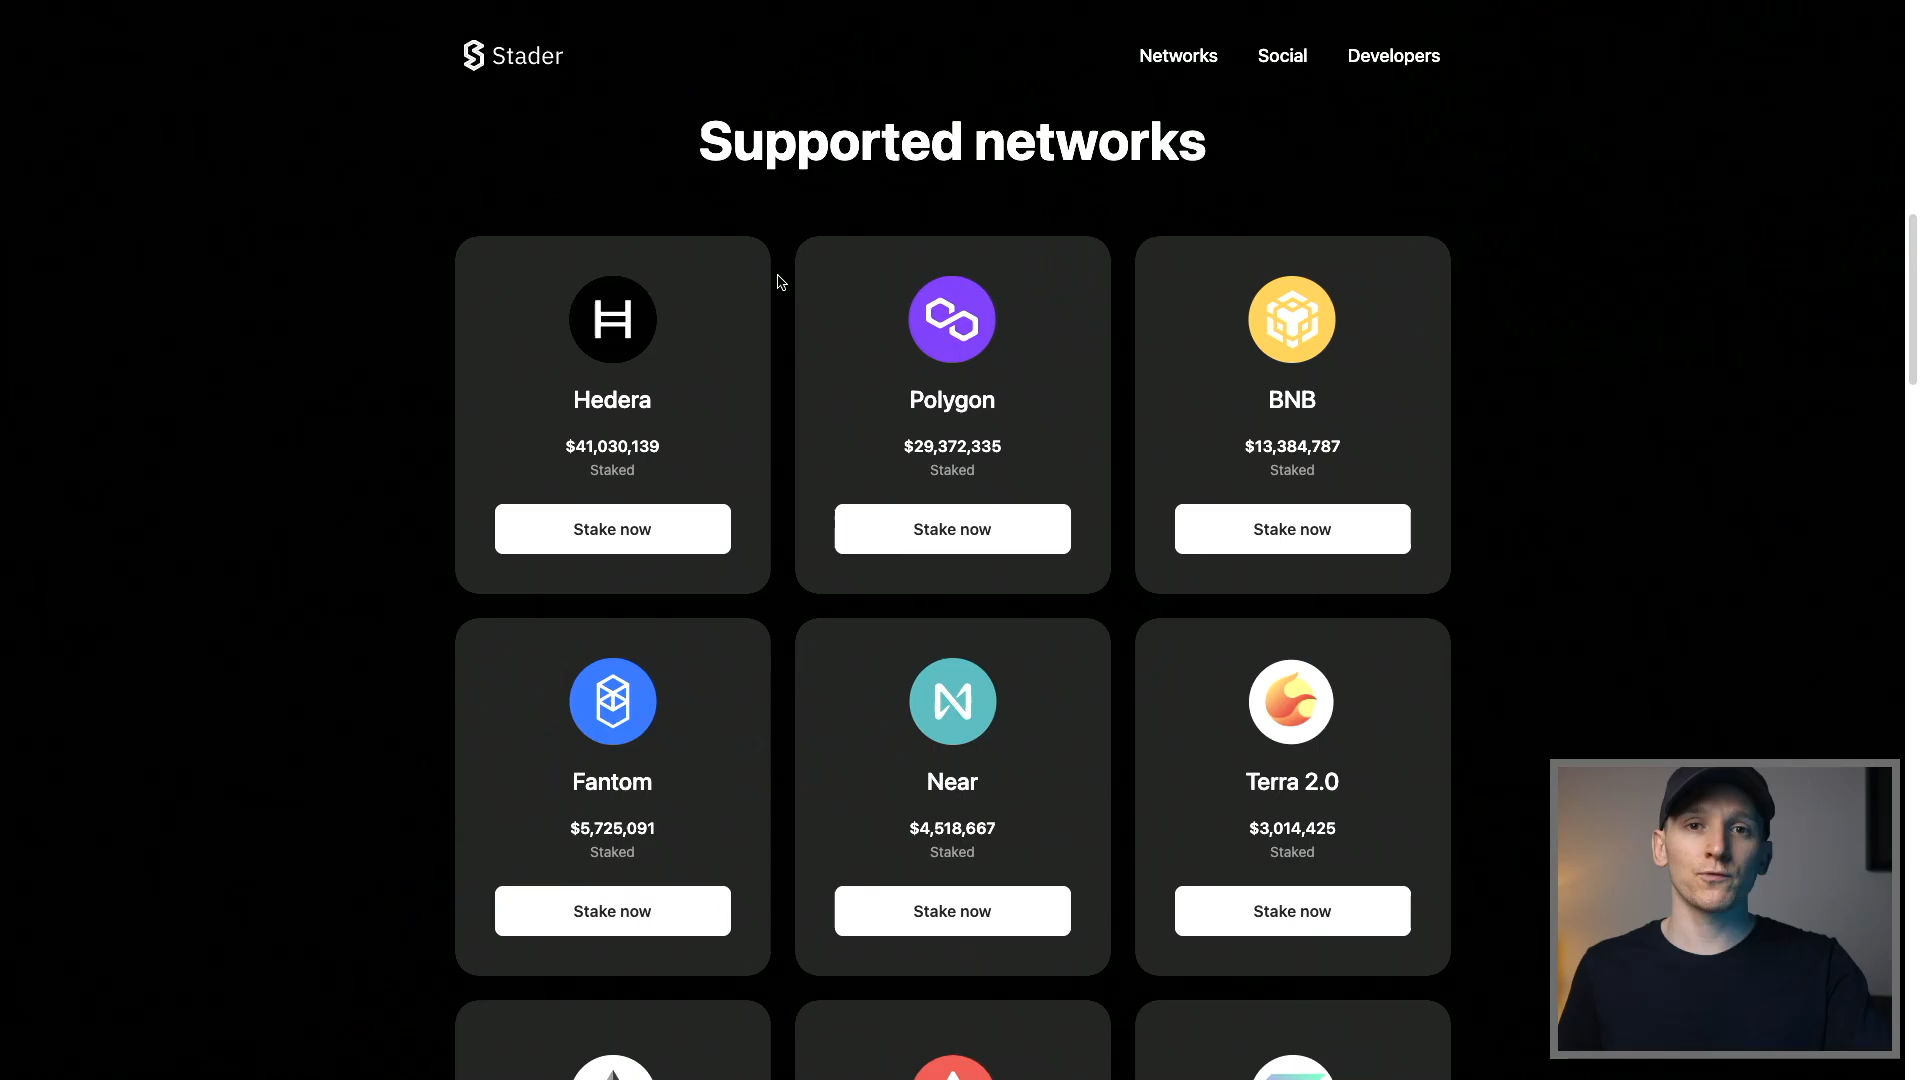 Stader
Networks Social Developers
Supported networks
Hedera
$41,030,139
Staked
Stake now
Polygon
$29,372,335
Staked
Stake now
BNB
$13,384,787
Staked
Stake now
Fantom
$5,725,091
Staked
Stake now
Near
$4,518,667
Staked
Stake now
Terra 2.0
$3,014,425
Staked
Stake now